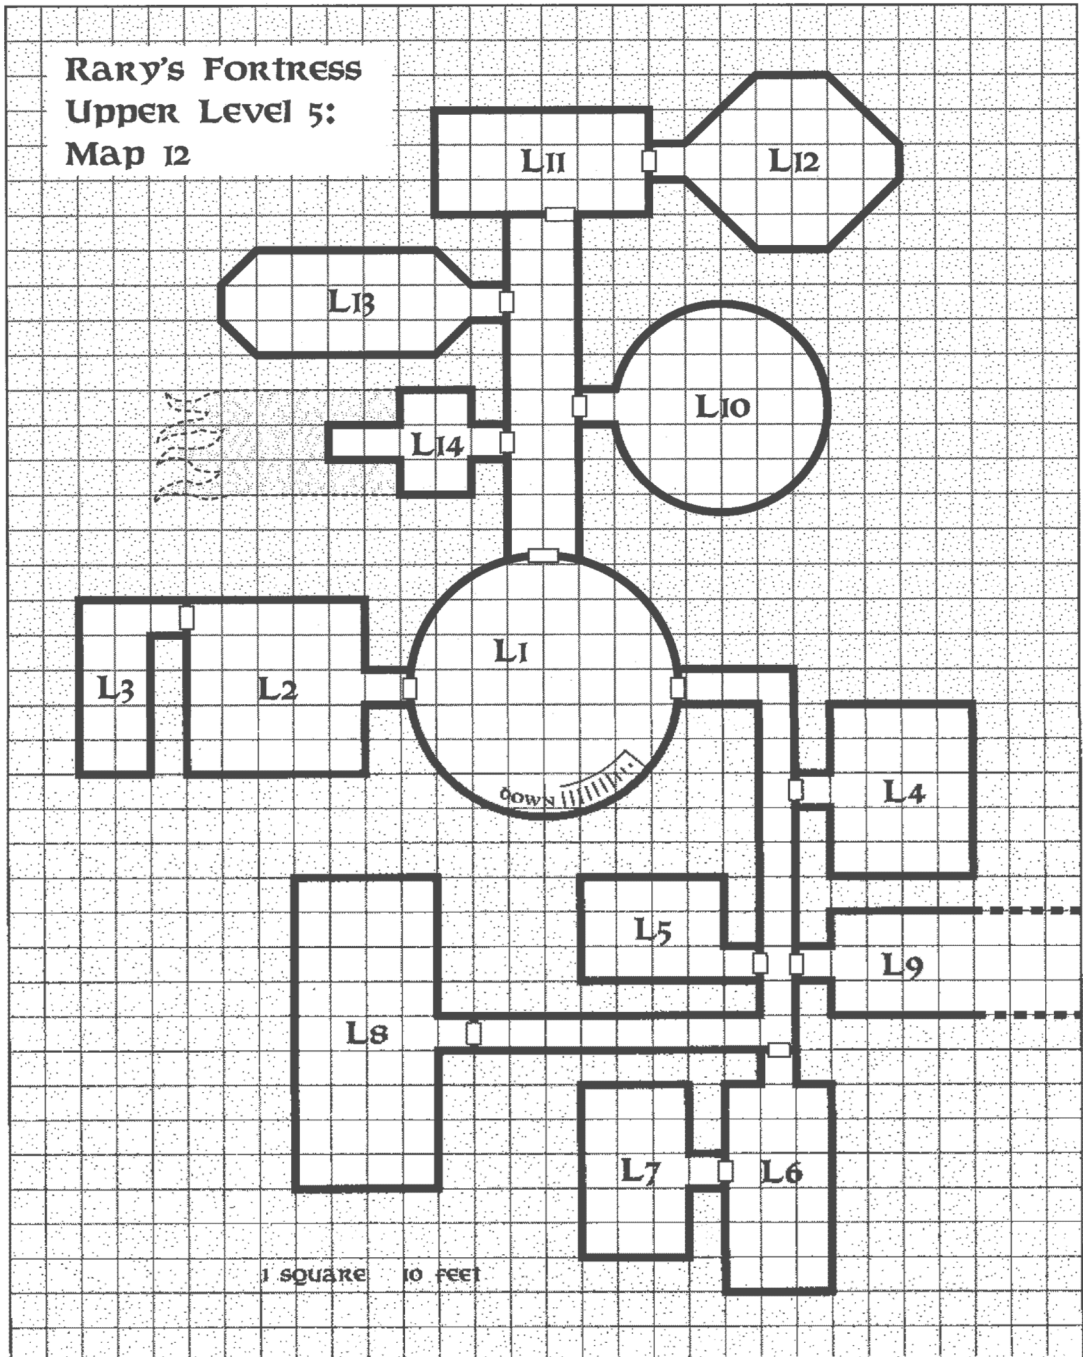 Rary's Fortress
Upper Level 5:
Map 12
L11
L12
L13
L10
L14
L1
L3
L2
DOWN
L4
L5
L9
L8
L7
L6
1 SQUARE 10 FEET